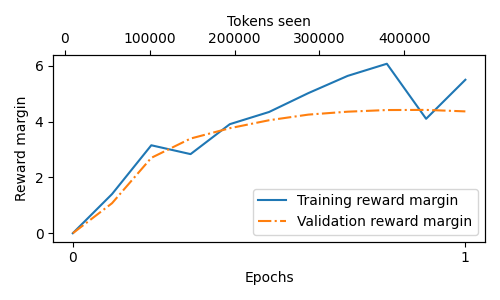 Tokens seen
0 100000 200000 300000 400000
Reward margin
6
4
2
0
Training reward margin
Validation reward margin
0 1
Epochs